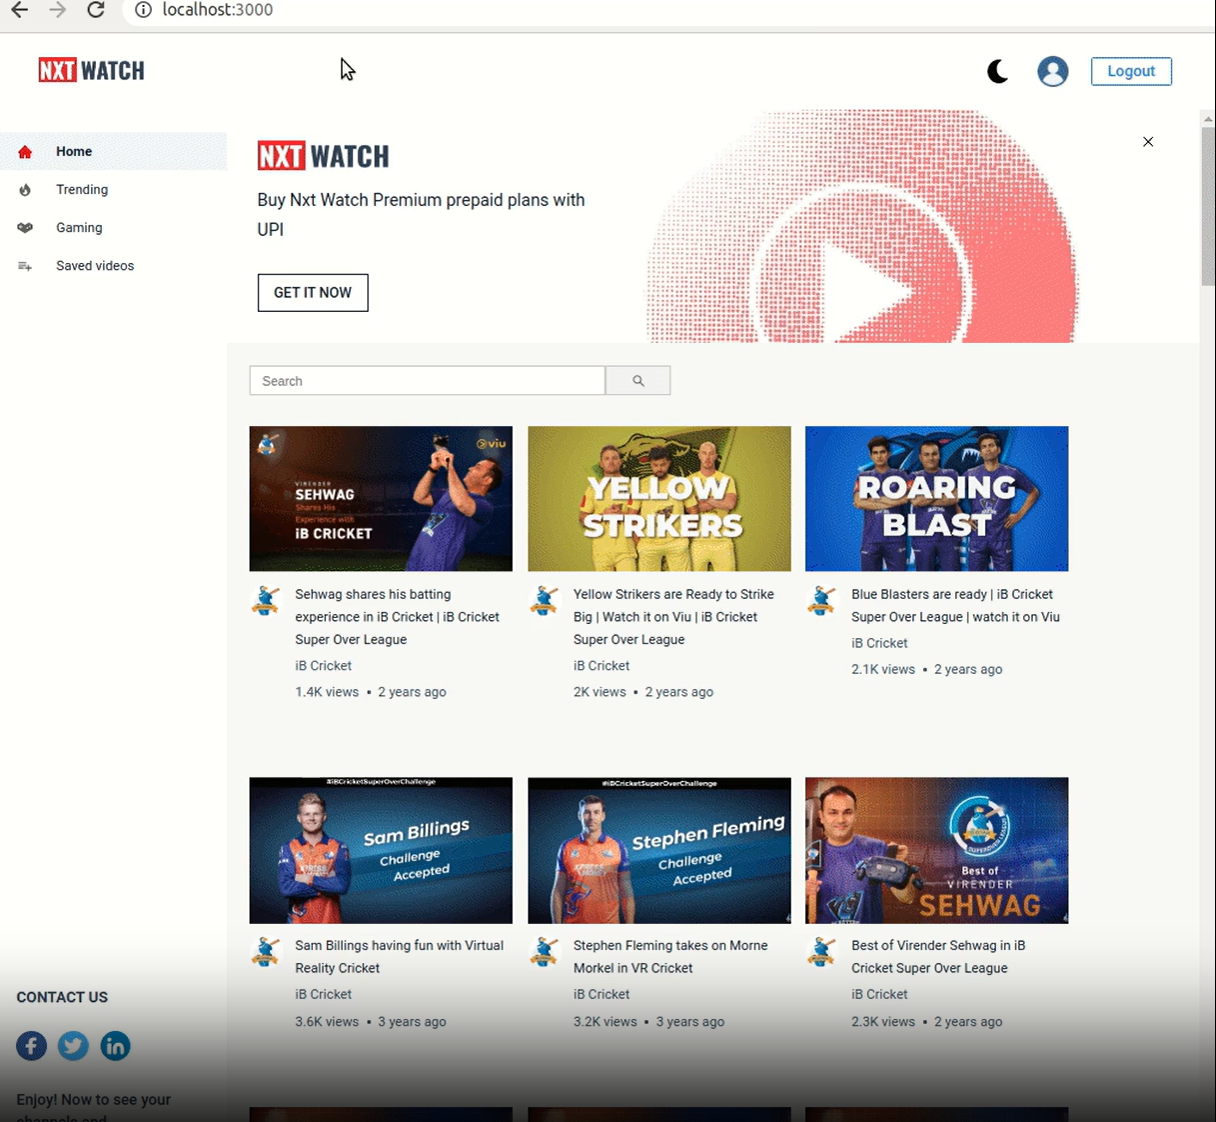 localhost:3000
NXT WATCH
Logout
Home
Trending
Gaming
Saved videos
NXT WATCH
Buy Nxt Watch Premium prepaid plans with
UPI
GET IT NOW
Search
viu
VIRENDER
SEHWAG
Shares His
Experience with
iB CRICKET
YELLOW
STRIKERS
ROARING
BLAST
Sehwag shares his batting
experience in iB Cricket | iB Cricket
Super Over League
iB Cricket
1.4K views • 2 years ago
Yellow Strikers are Ready to Strike
Big | Watch it on Viu | iB Cricket
Super Over League
iB Cricket
2K views • 2 years ago
Blue Blasters are ready | iB Cricket
Super Over League | watch it on Viu
iB Cricket
2.1K views • 2 years ago
#iBCricketSuperOverChallenge
Sam Billings
Challenge
Accepted
#iBCricketSuperOverChallenge
Stephen Fleming
Challenge
Accepted
Best of
VIRENDER
SEHWAG
Sam Billings having fun with Virtual
Reality Cricket
iB Cricket
3.6K views • 3 years ago
Stephen Fleming takes on Morne
Morkel in VR Cricket
iB Cricket
3.2K views • 3 years ago
Best of Virender Sehwag in iB
Cricket Super Over League
iB Cricket
2.3K views • 2 years ago
CONTACT US
Enjoy! Now to see your
channels and